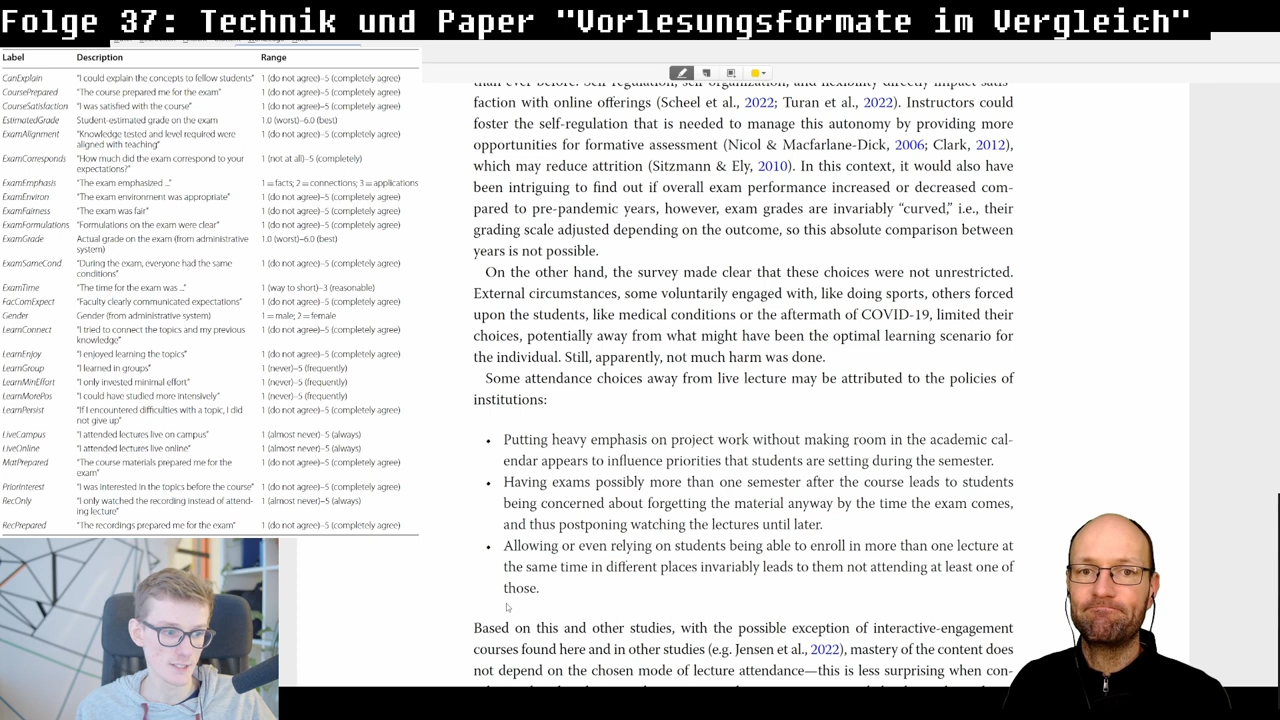 Folge 37: Technik und Paper "Vorlesungsformate im Vergleich"
Label Description Range
CanExplain "I could explain the concepts to fellow students" 1 (do not agree)–5 (completely agree)
CoursePrepared "The course prepared me for the exam" 1 (do not agree)–5 (completely agree)
CourseSatisfaction "I was satisfied with the course" 1 (do not agree)–5 (completely agree)
EstimatedGrade Student-estimated grade on the exam 1.0 (worst)–6.0 (best)
ExamAlignment "Knowledge tested and level required were 1 (do not agree)–5 (completely agree)
aligned with teaching"
ExamCorresponds "How much did the exam correspond to your 1 (not at all)–5 (completely)
expectations?"
ExamEmphasis "The exam emphasized ..." 1 = facts; 2 = connections; 3 = applications
ExamEnviron "The exam environment was appropriate" 1 (do not agree)–5 (completely agree)
ExamFairness "The exam was fair" 1 (do not agree)–5 (completely agree)
ExamFormulations "Formulations on the exam were clear" 1 (do not agree)–5 (completely agree)
ExamGrade Actual grade on the exam (from administrative 1.0 (worst)–6.0 (best)
system)
ExamSameCond "During the exam, everyone had the same 1 (do not agree)–5 (completely agree)
conditions"
ExamTime "The time for the exam was ..." 1 (way to short)–3 (reasonable)
FacComExpect "Faculty clearly communicated expectations" 1 (do not agree)–5 (completely agree)
Gender Gender (from administrative system) 1 = male; 2 = female
LearnConnect "I tried to connect the topics and my previous 1 (do not agree)–5 (completely agree)
knowledge"
LearnEnjoy "I enjoyed learning the topics" 1 (do not agree)–5 (completely agree)
LearnGroup "I learned in groups" 1 (never)–5 (frequently)
LearnMinEffort "I only invested minimal effort" 1 (never)–5 (frequently)
LearnMorePos "I could have studied more intensively" 1 (never)–5 (frequently)
LearnPersist "If I encountered difficulties with a topic, I did 1 (do not agree)–5 (completely agree)
not give up"
LiveCampus "I attended lectures live on campus" 1 (almost never)–5 (always)
LiveOnline "I attended lectures live online" 1 (almost never)–5 (always)
MatPrepared "The course materials prepared me for the 1 (do not agree)–5 (completely agree)
exam"
PriorInterest "I was interested in the topics before the course" 1 (do not agree)–5 (completely agree)
RecOnly "I only watched the recording instead of attend- 1 (almost never)–5 (always)
ing lecture"
RecPrepared "The recordings prepared me for the exam" 1 (do not agree)–5 (completely agree)
than ever before. Self-regulation, self-organization, and flexibility directly impact satis-
faction with online offerings (Scheel et al., 2022; Turan et al., 2022). Instructors could
foster the self-regulation that is needed to manage this autonomy by providing more
opportunities for formative assessment (Nicol & Macfarlane-Dick, 2006; Clark, 2012),
which may reduce attrition (Sitzmann & Ely, 2010). In this context, it would also have
been intriguing to find out if overall exam performance increased or decreased com-
pared to pre-pandemic years, however, exam grades are invariably “curved,” i.e., their
grading scale adjusted depending on the outcome, so this absolute comparison between
years is not possible.
On the other hand, the survey made clear that these choices were not unrestricted.
External circumstances, some voluntarily engaged with, like doing sports, others forced
upon the students, like medical conditions or the aftermath of COVID-19, limited their
choices, potentially away from what might have been the optimal learning scenario for
the individual. Still, apparently, not much harm was done.
Some attendance choices away from live lecture may be attributed to the policies of
institutions:
• Putting heavy emphasis on project work without making room in the academic cal-
endar appears to influence priorities that students are setting during the semester.
• Having exams possibly more than one semester after the course leads to students
being concerned about forgetting the material anyway by the time the exam comes,
and thus postponing watching the lectures until later.
• Allowing or even relying on students being able to enroll in more than one lecture at
the same time in different places invariably leads to them not attending at least one of
those.
Based on this and other studies, with the possible exception of interactive-engagement
courses found here and in other studies (e.g. Jensen et al., 2022), mastery of the content does
not depend on the chosen mode of lecture attendance—this is less surprising when con-